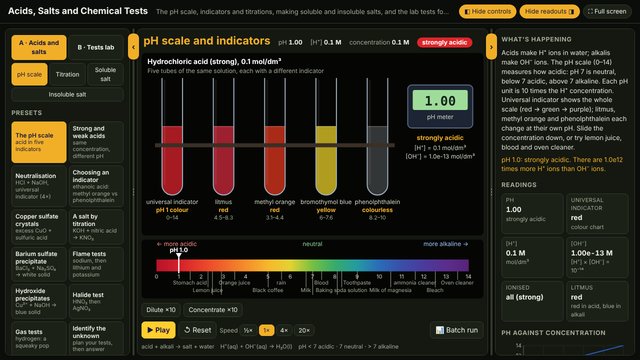 Acids, Salts and Chemical Tests
The pH scale, indicators and titrations, making soluble and insoluble salts, and the lab tests fo...
Hide controls
Hide readouts
Full screen
A · Acids and salts
B · Tests lab
pH scale
Titration
Soluble salt
Insoluble salt
PRESETS
The pH scale
acid in five indicators
Strong and weak acids
same concentration, different pH
Neutralisation
HCl + NaOH, universal indicator (4×)
Choosing an indicator
ethanoic acid: methyl orange vs phenolphthalein
Copper sulfate crystals
excess CuO + sulfuric acid
A salt by titration
KOH + nitric acid → KNO₃
Barium sulfate precipitate
BaCl₂ + Na₂SO₄ → white solid
Flame tests
sodium, then lithium and potassium
Hydroxide precipitates
Cu²⁺ + NaOH → blue solid
Halide test
HNO₃ then AgNO₃
Gas tests
hydrogen: a squeaky pop
Identify the unknown
plan your tests, then answer
pH scale and indicators
pH 1.00
[H⁺] 0.1 M
concentration 0.1 M
strongly acidic
Hydrochloric acid (strong), 0.1 mol/dm³
Five tubes of the same solution, each with a different indicator
1.00
pH meter
strongly acidic
[H⁺] = 0.1 mol/dm³
[OH⁻] = 1.0e-13 mol/dm³
universal indicator
pH 1 colour
0–14
litmus
red
4.5–8.3
methyl orange
red
3.1–4.4
bromothymol blue
yellow
6–7.6
phenolphthalein
colourless
8.2–10
← more acidic
neutral
more alkaline →
pH 1.0
0 1 2 3 4 5 6 7 8 9 10 11 12 13 14
Stomach acid
Orange juice
rain
Blood
Toothpaste
ammonia cleaner
Oven cleaner
Lemon juice
Black coffee
Milk
Baking soda solution
Milk of magnesia
Bleach
Dilute ×10
Concentrate ×10
▶ Play
↺ Reset
Speed
½×
1×
4×
20×
Batch run
acid + alkali → salt + water
H⁺(aq) + OH⁻(aq) → H₂O(l)
pH < 7 acidic · 7 neutral · > 7 alkaline
WHAT'S HAPPENING
Acids make H⁺ ions in water; alkalis
make OH⁻ ions. The pH scale (0–14)
measures how acidic: pH 7 is neutral,
below 7 acidic, above 7 alkaline. Each pH
unit is 10 times the H⁺ concentration.
Universal indicator shows the whole
scale (red → green → purple); litmus,
methyl orange and phenolphthalein each
change at their own pH. Slide the
concentration down, or try lemon juice,
blood and oven cleaner.
pH 1.0: strongly acidic. There are 1.0e12
times more H⁺ ions than OH⁻ ions.
READINGS
PH
1.00
strongly acidic
UNIVERSAL INDICATOR
red
colour chart
[H⁺]
0.1 M
mol/dm³
[OH⁻]
1.00e-13 M
[H⁺] × [OH⁻] = 10⁻¹⁴
IONISED
all (strong)
LITMUS
red
red in acid, blue in alkali
PH AGAINST CONCENTRATION
14